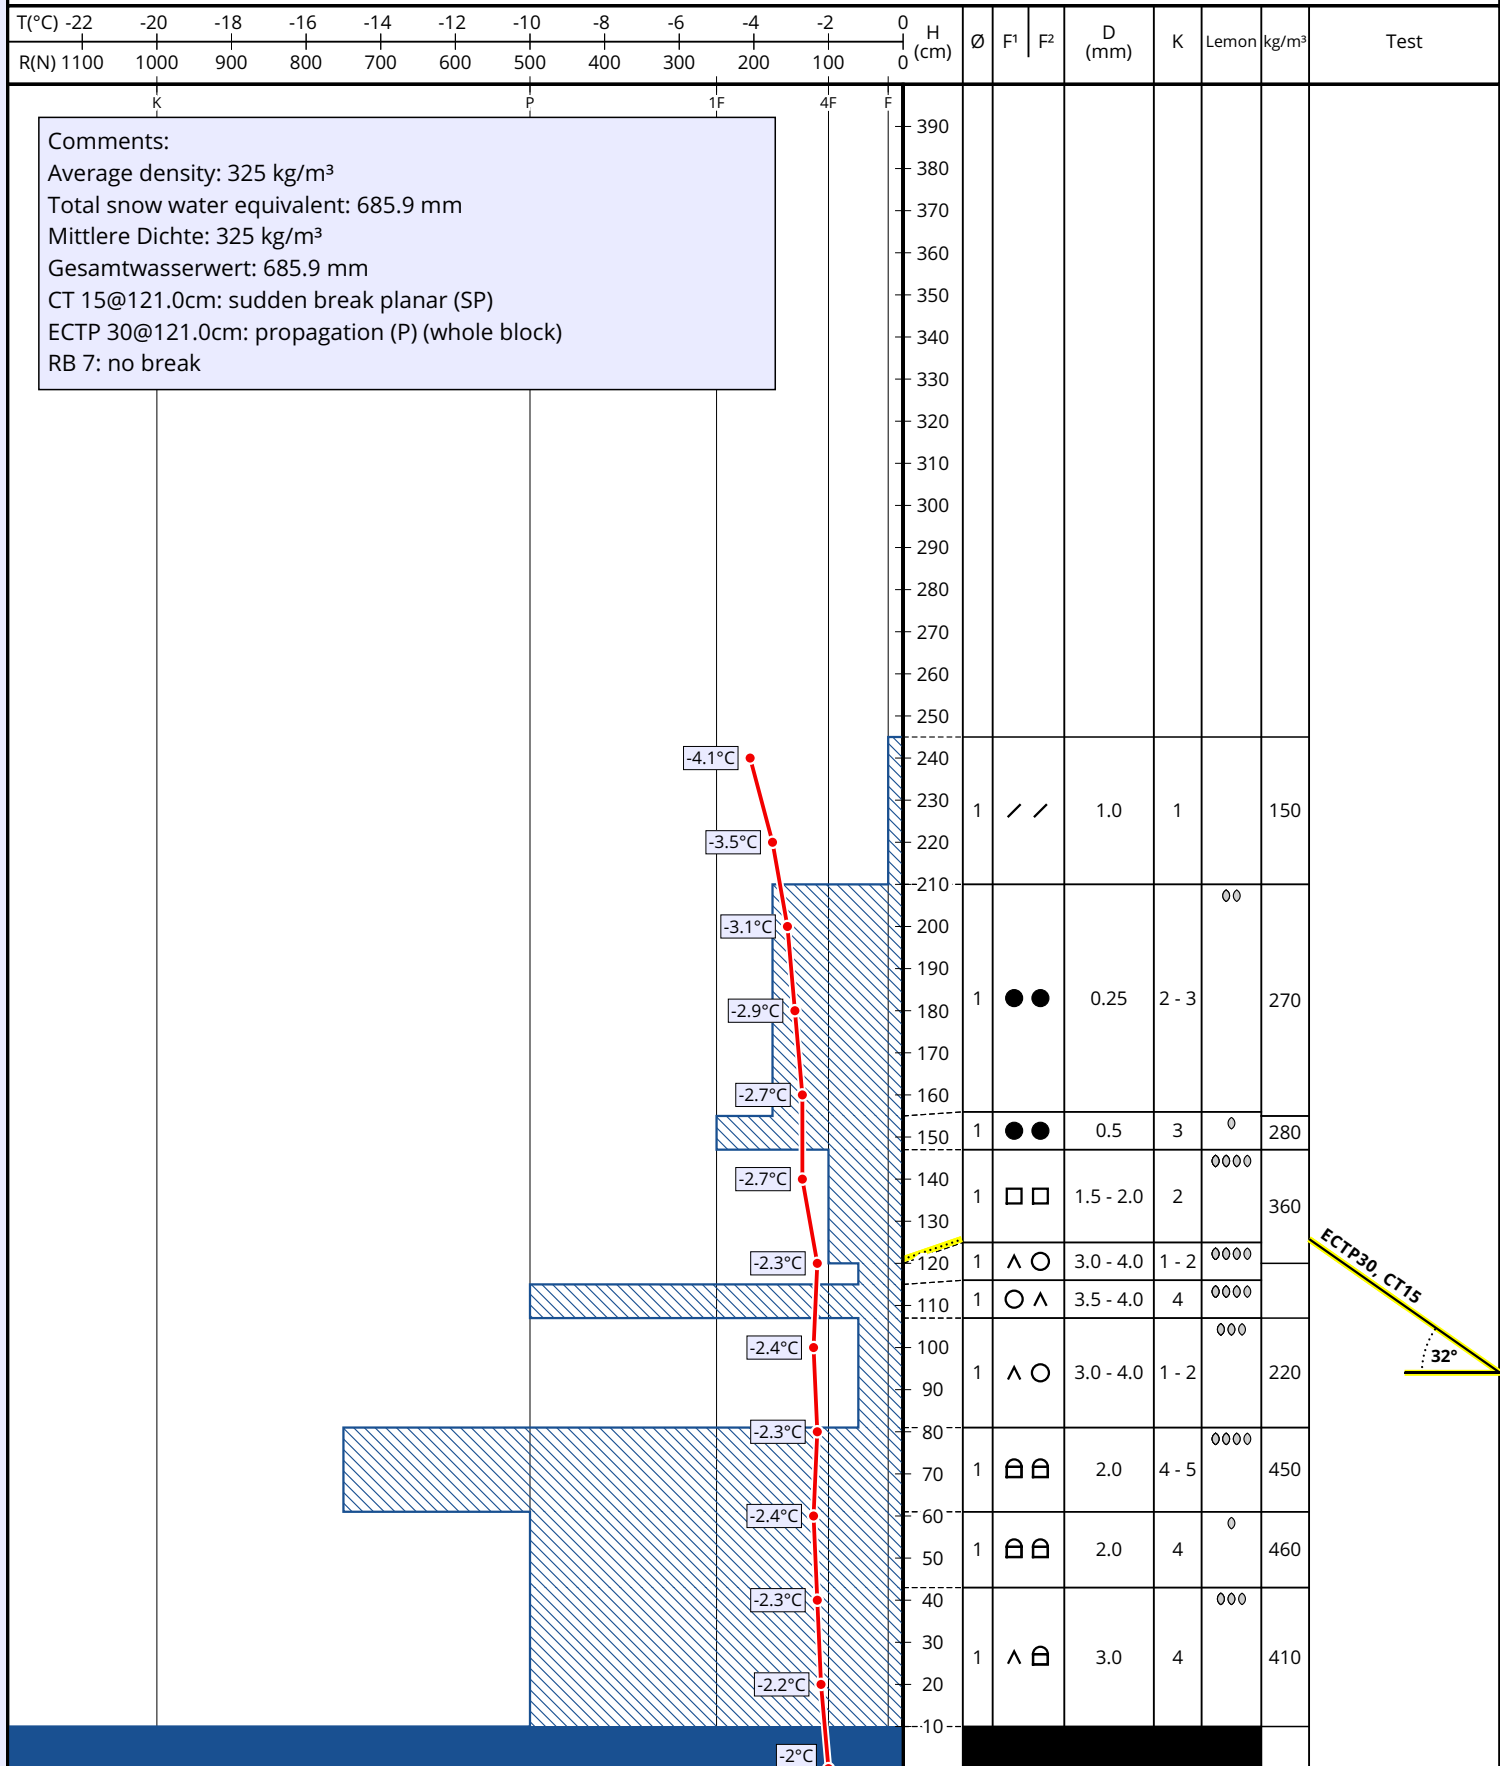 T(°C) -22 -20 -18 -16 -14 -12 -10 -8 -6 -4 -2 0
R(N) 1100 1000 900 800 700 600 500 400 300 200 100 0
H (cm) Ø F¹ F² D (mm) K Lemon kg/m³ Test
K P 1F 4F F
Comments:
Average density: 325 kg/m³
Total snow water equivalent: 685.9 mm
Mittlere Dichte: 325 kg/m³
Gesamtwasserwert: 685.9 mm
CT 15@121.0cm: sudden break planar (SP)
ECTP 30@121.0cm: propagation (P) (whole block)
RB 7: no break
390
380
370
360
350
340
330
320
310
300
290
280
270
260
250
-4.1°C 240
230
1 1.0 1 150
-3.5°C 220
210
-3.1°C 200
190
1 0.25 2 - 3 270
-2.9°C 180
170
-2.7°C 160
150 1 0.5 3 280
-2.7°C 140
1 1.5 - 2.0 2 360
130
-2.3°C 120 1 3.0 - 4.0 1 - 2
ECTP30, CT15
110 1 3.5 - 4.0 4
-2.4°C 100
32°
1 3.0 - 4.0 1 - 2 220
90
-2.3°C 80
70 1 2.0 4 - 5 450
-2.4°C 60
50 1 2.0 4 460
-2.3°C 40
30
1 3.0 4 410
-2.2°C 20
10
-2°C